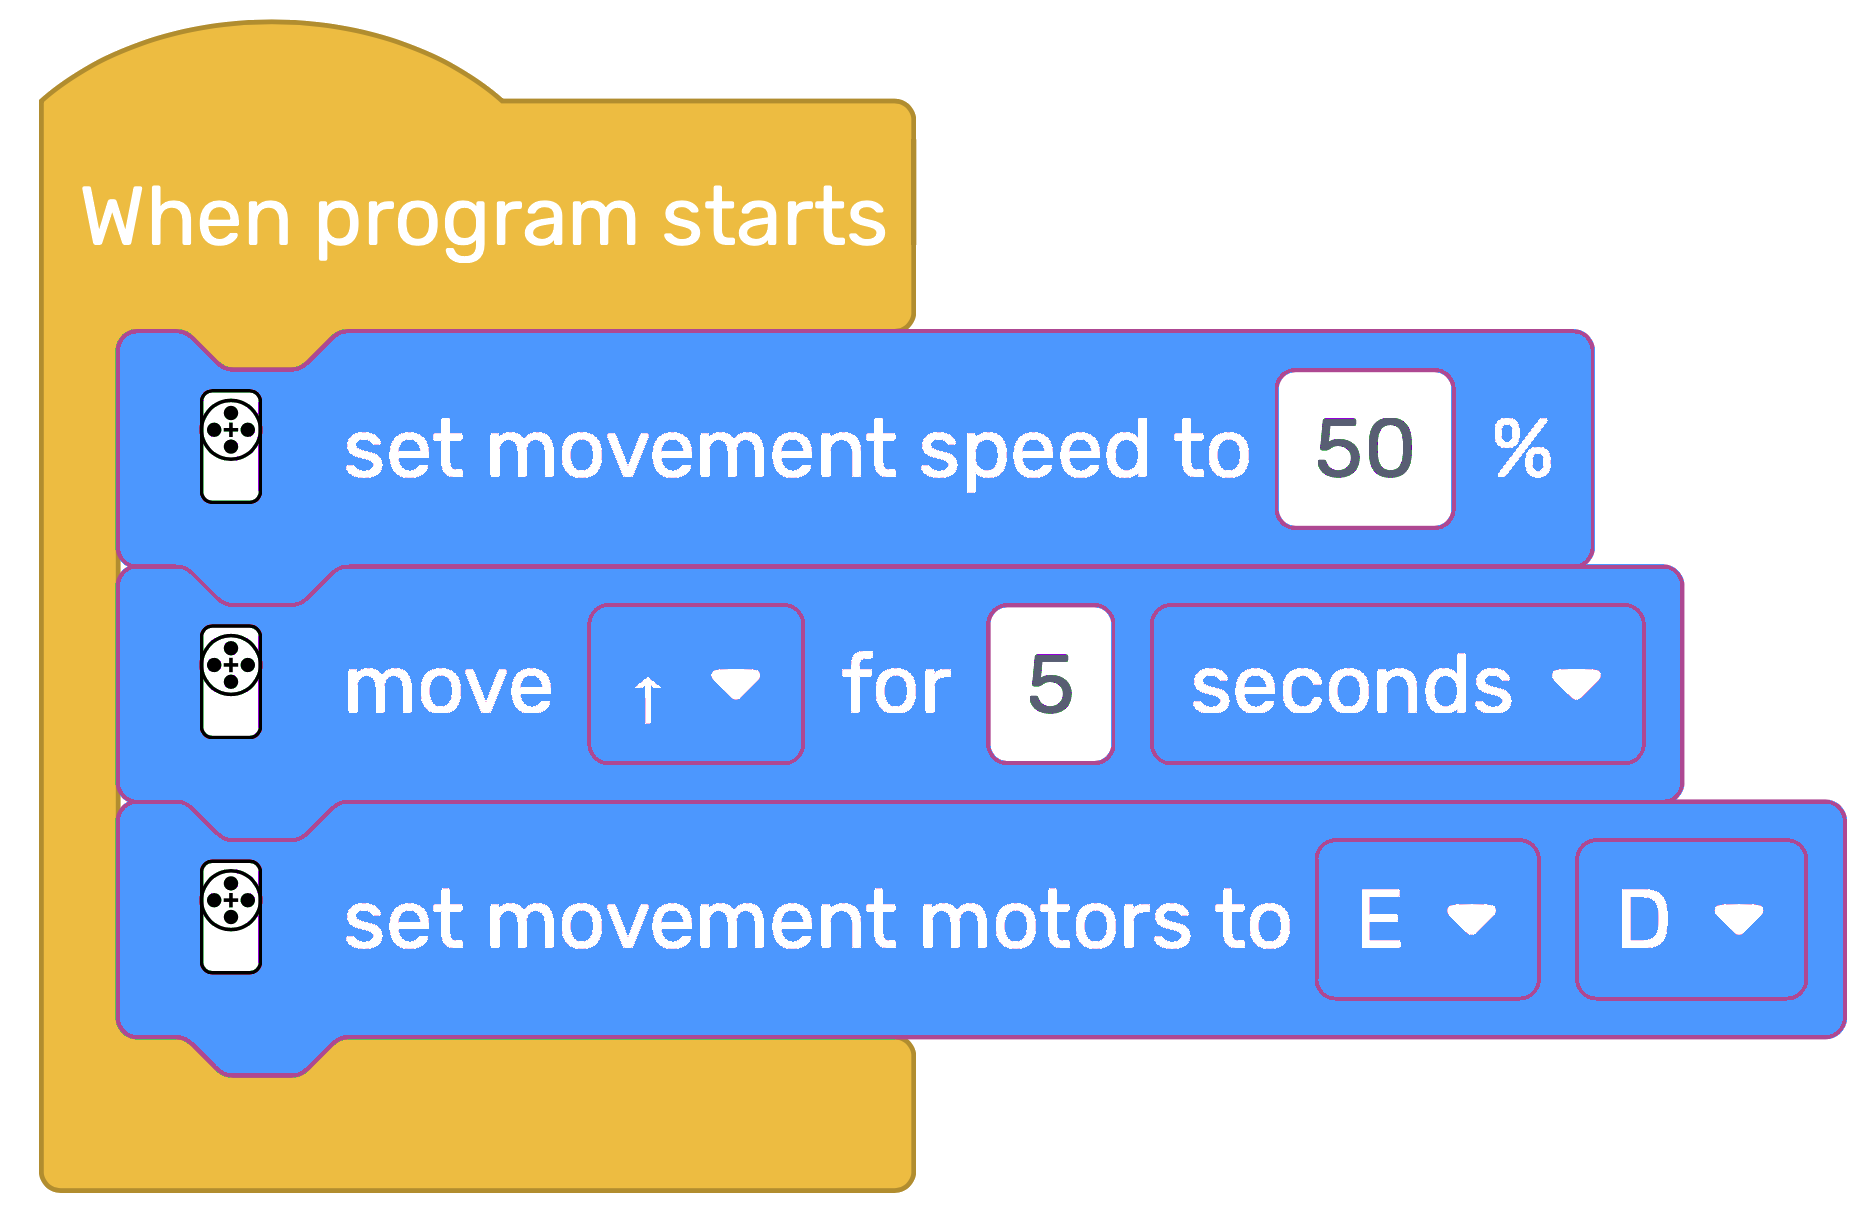 When program starts
set movement speed to 50 %
move ↑ for 5 seconds
set movement motors to E D